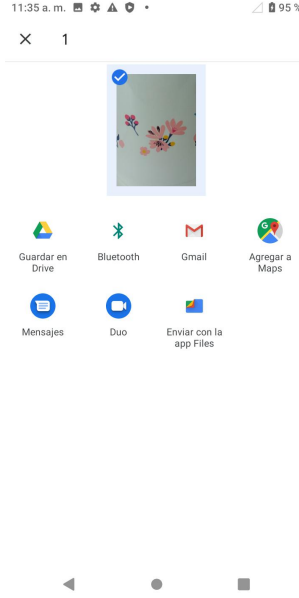 11:35 a. m.
95 %
1
Guardar en
Drive
Bluetooth
Gmail
Agregar a
Maps
Mensajes
Duo
Enviar con la
app Files